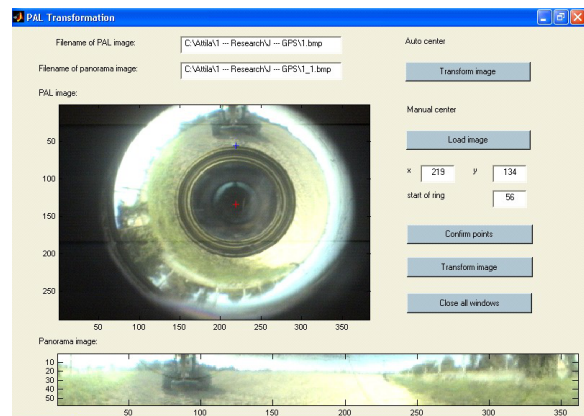 PAL Transformation
Filename of PAL image: C:\Attila\1 --- Research\J --- GPS\1.bmp
Filename of panorama image: C:\Attila\1 --- Research\J --- GPS\1_1.bmp
PAL image:
50
100
150
200
250
50 100 150 200 250 300 350
Auto center
Transform image
Manual center
Load image
x 219 y 134
start of ring 56
Confirm points
Transform image
Close all windows
Panorama image:
10
20
30
40
50
50 100 150 200 250 300 350